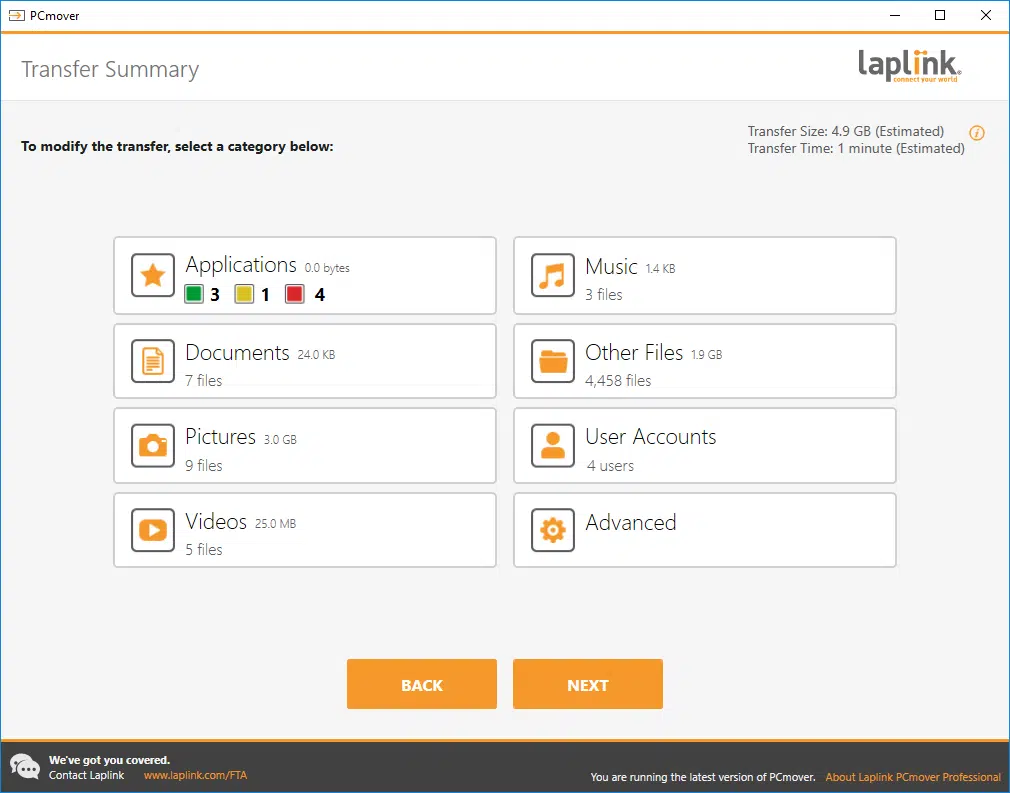 PCmover
Transfer Summary
laplink.
connect your world
To modify the transfer, select a category below:
Transfer Size: 4.9 GB (Estimated)
Transfer Time: 1 minute (Estimated)
Applications 0.0 bytes
3 1 4
Music 1.4 KB
3 files
Documents 24.0 KB
7 files
Other Files 1.9 GB
4,458 files
Pictures 3.0 GB
9 files
User Accounts
4 users
Videos 25.0 MB
5 files
Advanced
BACK
NEXT
We've got you covered.
Contact Laplink www.laplink.com/FTA
You are running the latest version of PCmover. About Laplink PCmover Professional